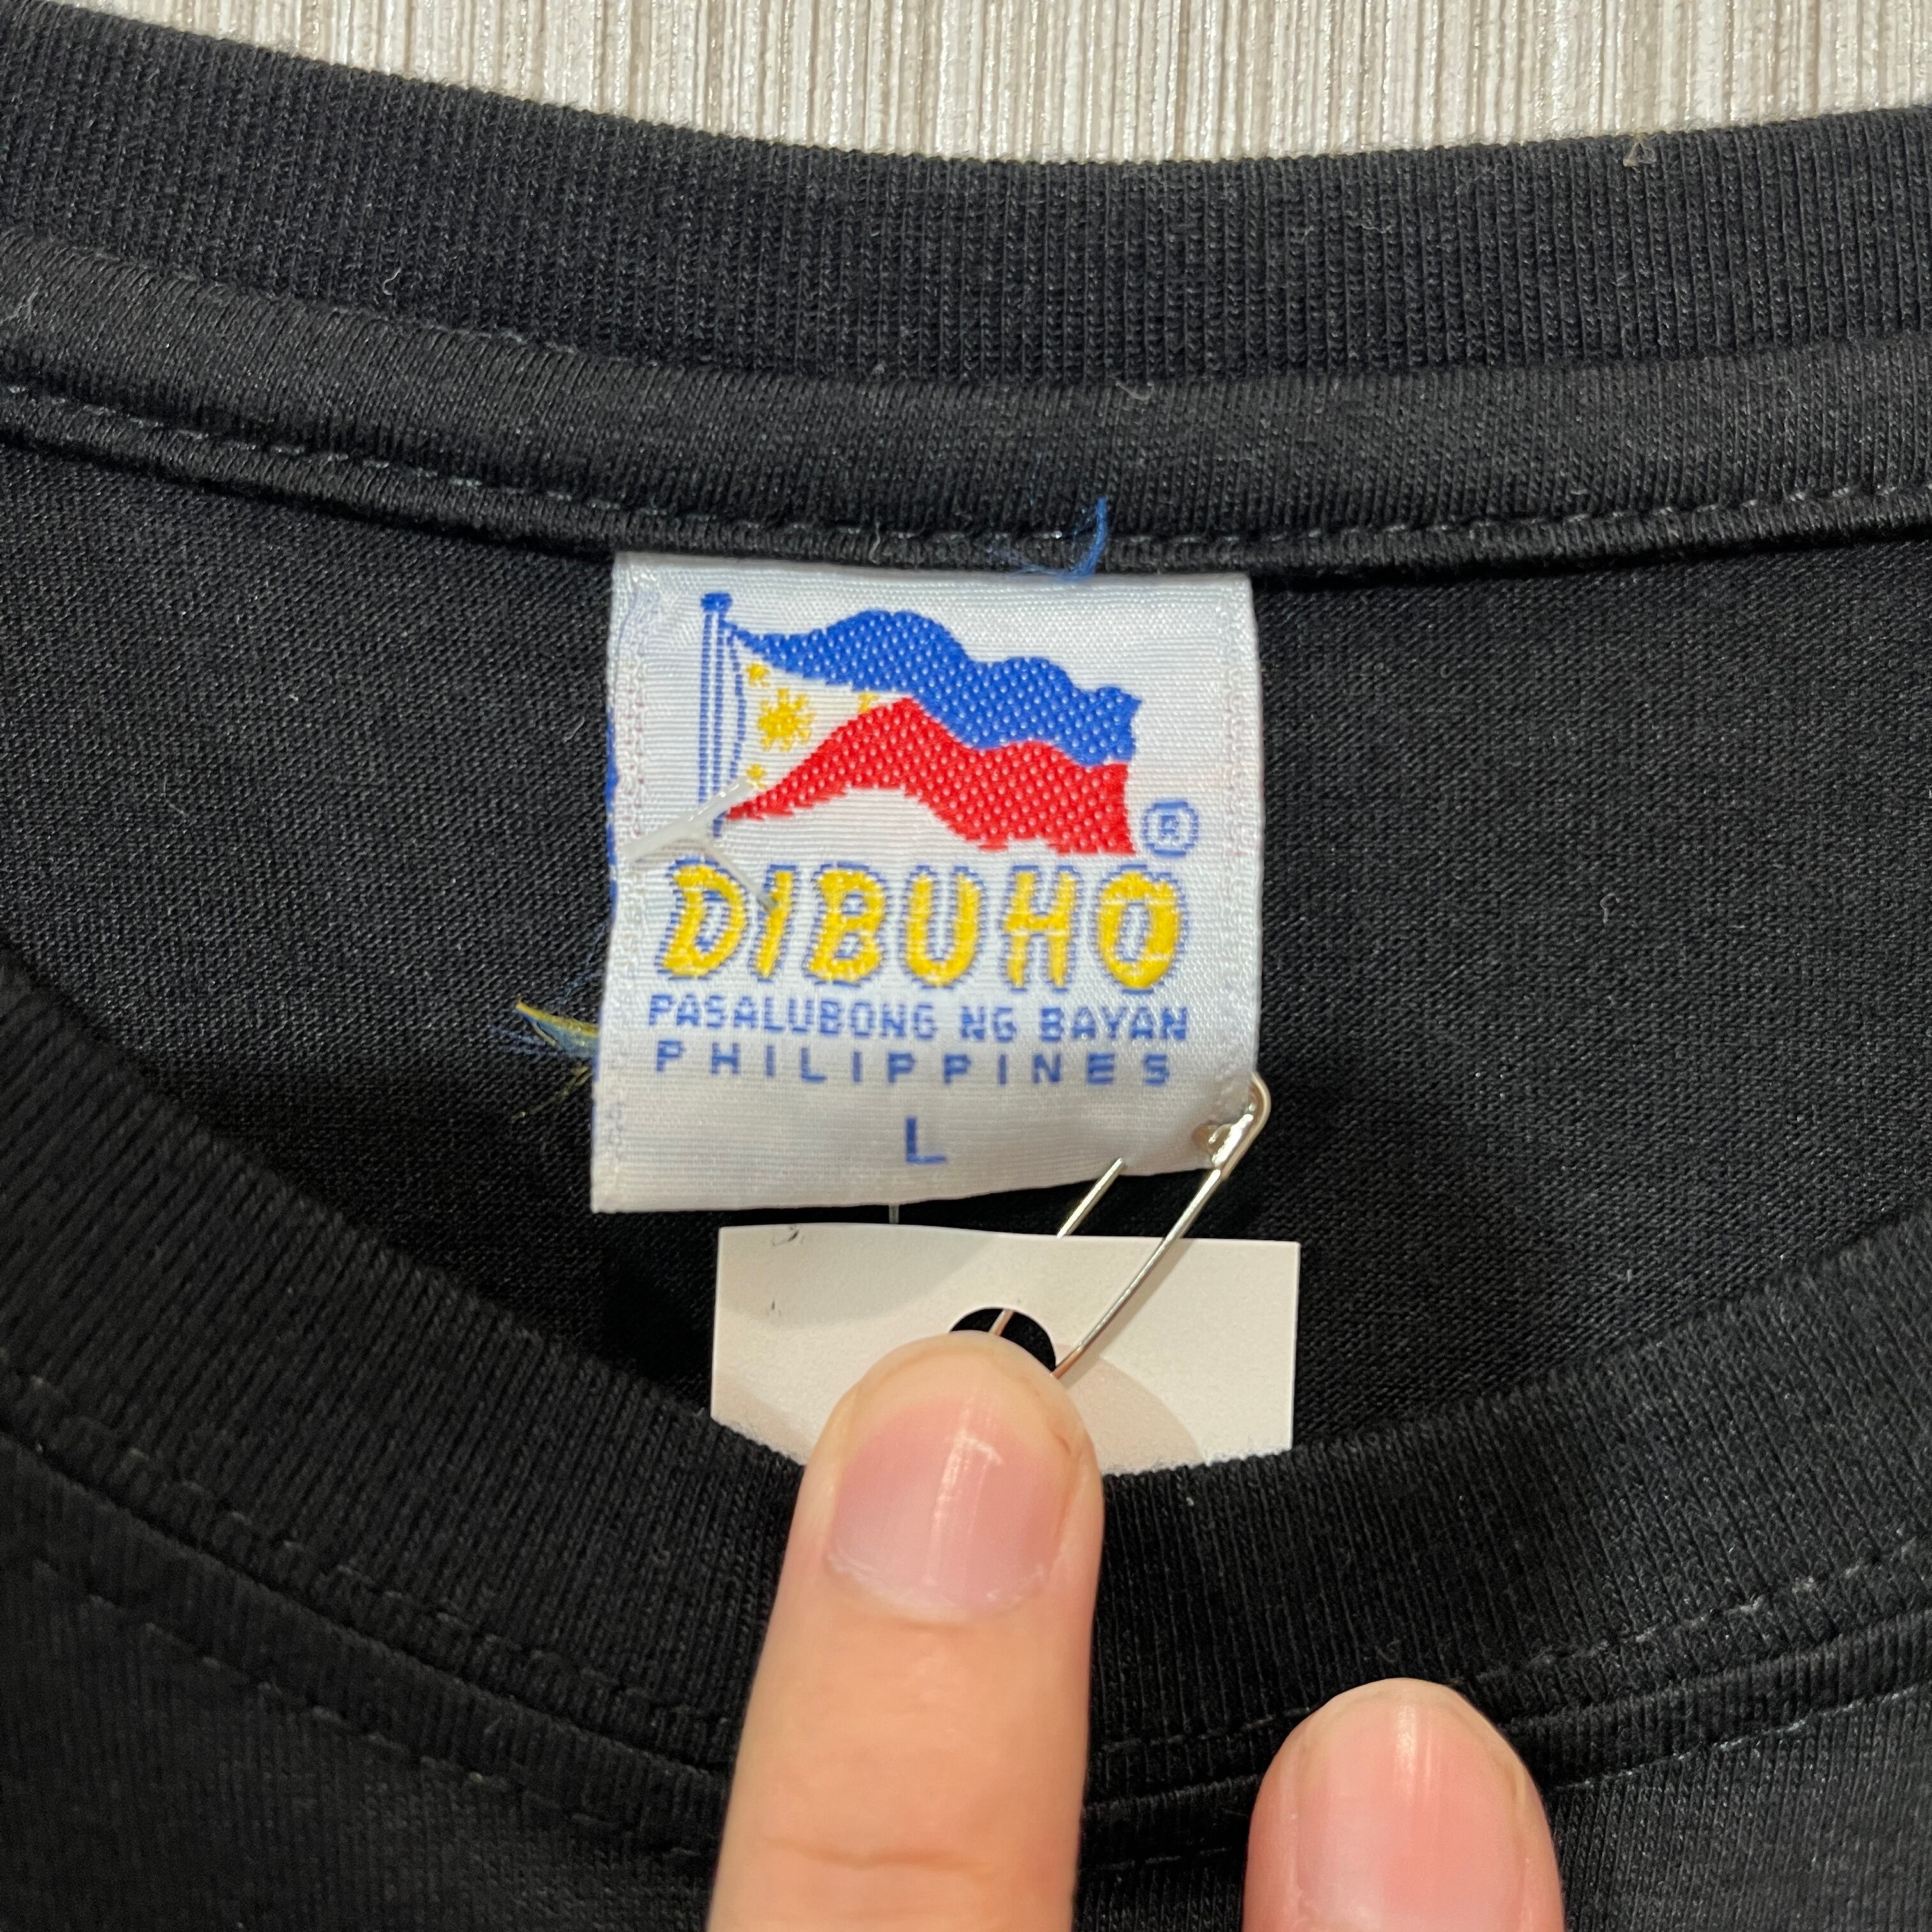 ®
DIBUHO
PASALUBONG NG BAYAN
PHILIPPINES
L